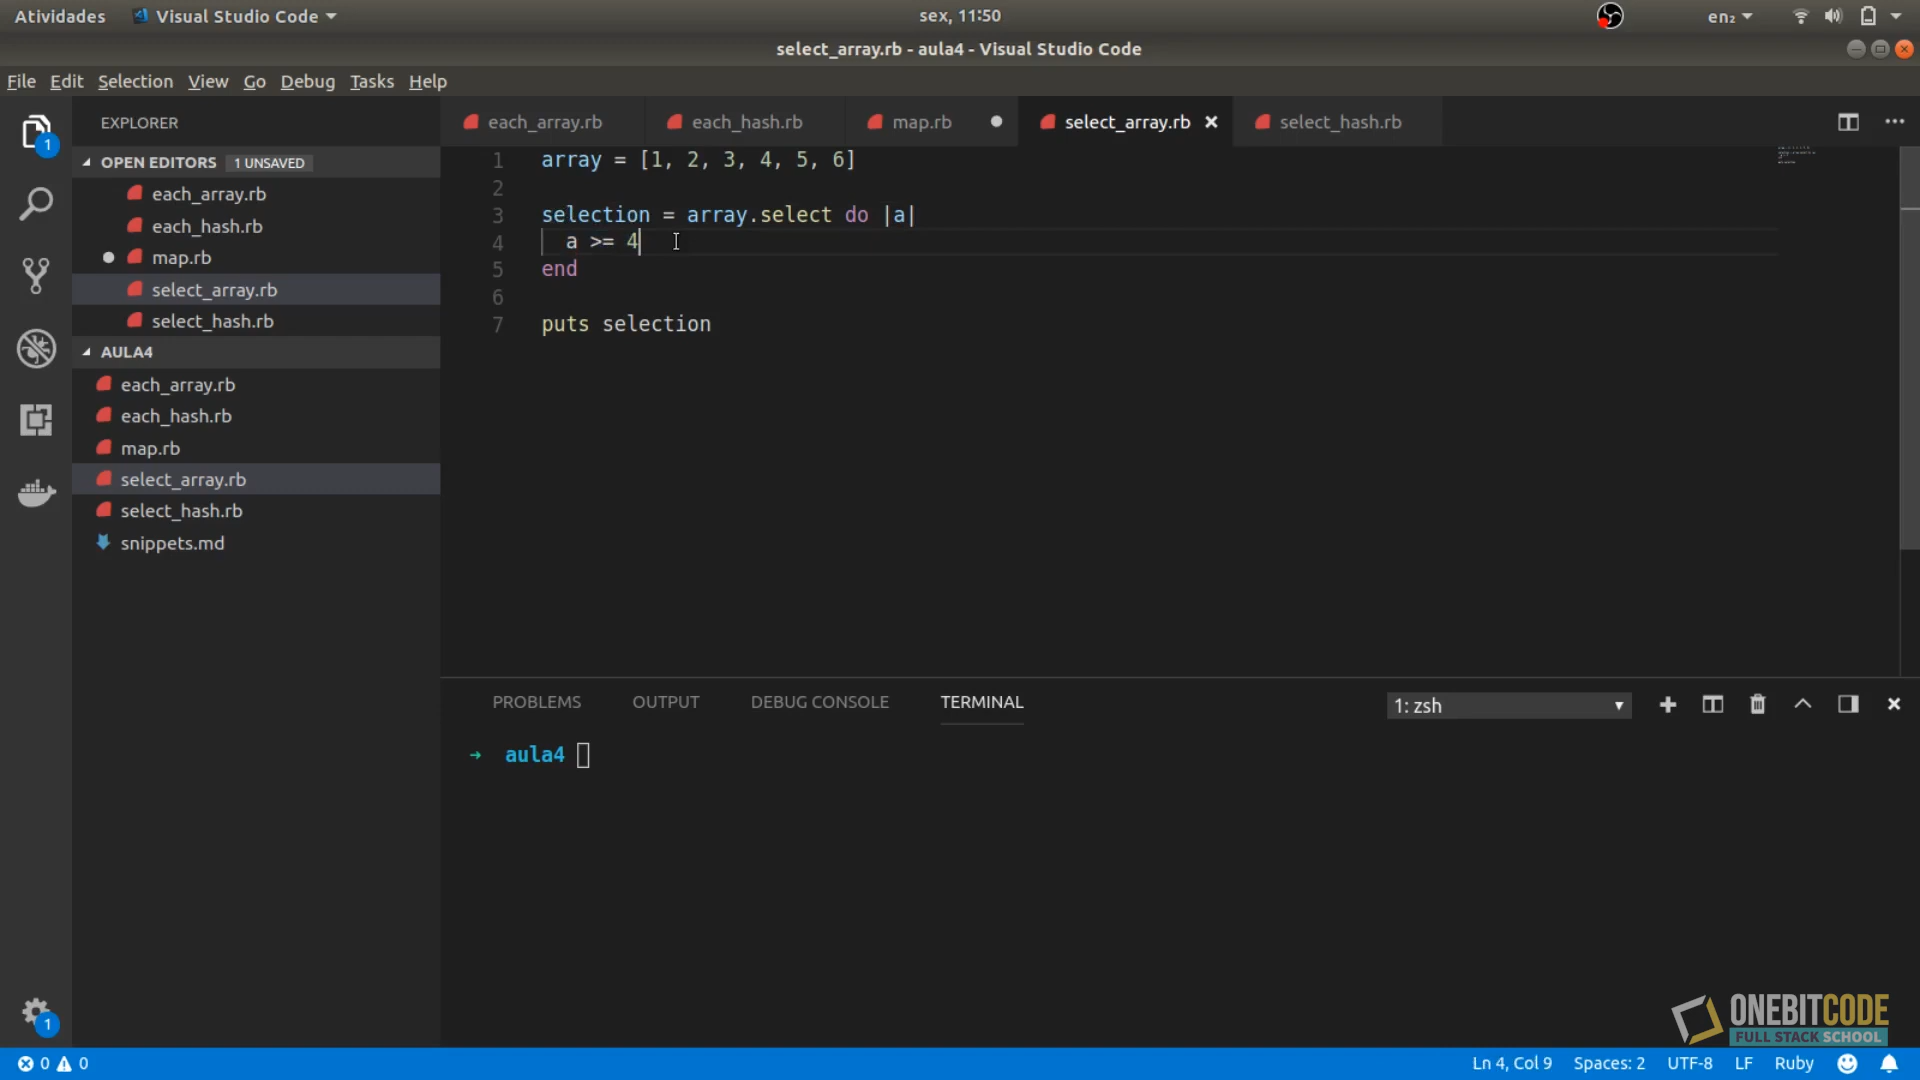 Atividades Visual Studio Code sex, 11:50 en₂
select_array.rb - aula4 - Visual Studio Code
File Edit Selection View Go Debug Tasks Help
EXPLORER each_array.rb each_hash.rb map.rb select_array.rb select_hash.rb
OPEN EDITORS 1 UNSAVED
each_array.rb
each_hash.rb
map.rb
select_array.rb
select_hash.rb
AULA4
each_array.rb
each_hash.rb
map.rb
select_array.rb
select_hash.rb
snippets.md
1
1
1 array = [1, 2, 3, 4, 5, 6]
2
3 selection = array.select do |a|
4 a >= 4
5 end
6
7 puts selection
PROBLEMS OUTPUT DEBUG CONSOLE TERMINAL 1: zsh
→ aula4
ONEBITCODE
FULL STACK SCHOOL
0 0 Ln 4, Col 9 Spaces: 2 UTF-8 LF Ruby